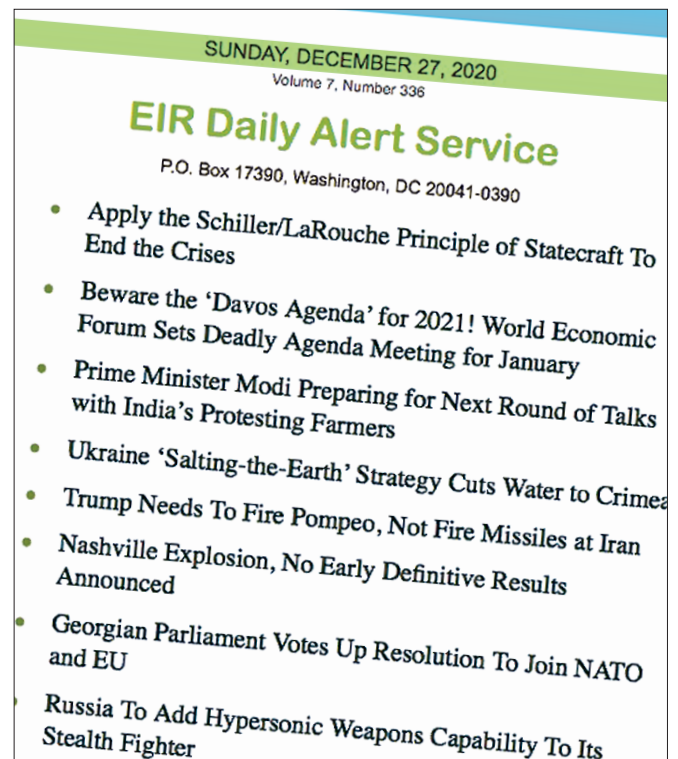 SUNDAY, DECEMBER 27, 2020
Volume 7, Number 336
EIR Daily Alert Service
P.O. Box 17390, Washington, DC 20041-0390
• Apply the Schiller/LaRouche Principle of Statecraft To
End the Crises
• Beware the ‘Davos Agenda’ for 2021! World Economic
Forum Sets Deadly Agenda Meeting for January
• Prime Minister Modi Preparing for Next Round of Talks
with India’s Protesting Farmers
• Ukraine ‘Salting-the-Earth’ Strategy Cuts Water to Crimea
• Trump Needs To Fire Pompeo, Not Fire Missiles at Iran
• Nashville Explosion, No Early Definitive Results
Announced
• Georgian Parliament Votes Up Resolution To Join NATO
and EU
• Russia To Add Hypersonic Weapons Capability To Its
Stealth Fighter